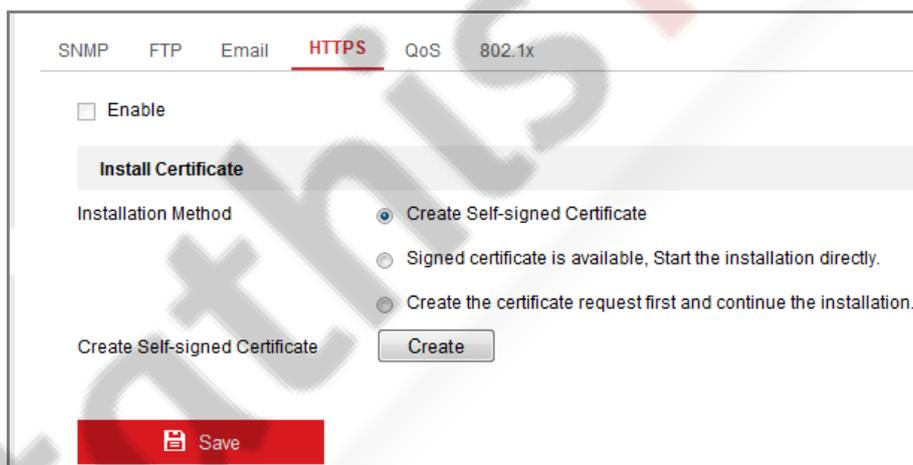 SNMP FTP Email HTTPS QoS 802.1x
Enable
Install Certificate
Installation Method Create Self-signed Certificate
Signed certificate is available, Start the installation directly.
Create the certificate request first and continue the installation.
Create Self-signed Certificate Create
Save